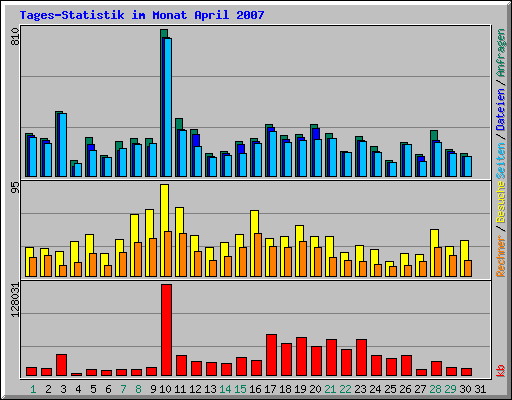 Tages-Statistik im Monat April 2007
810
95
128031
Rechner / Besuche Seiten / Dateien / Anfragen
kb
1 2 3 4 5 6 7 8 9 10 11 12 13 14 15 16 17 18 19 20 21 22 23 24 25 26 27 28 29 30 31